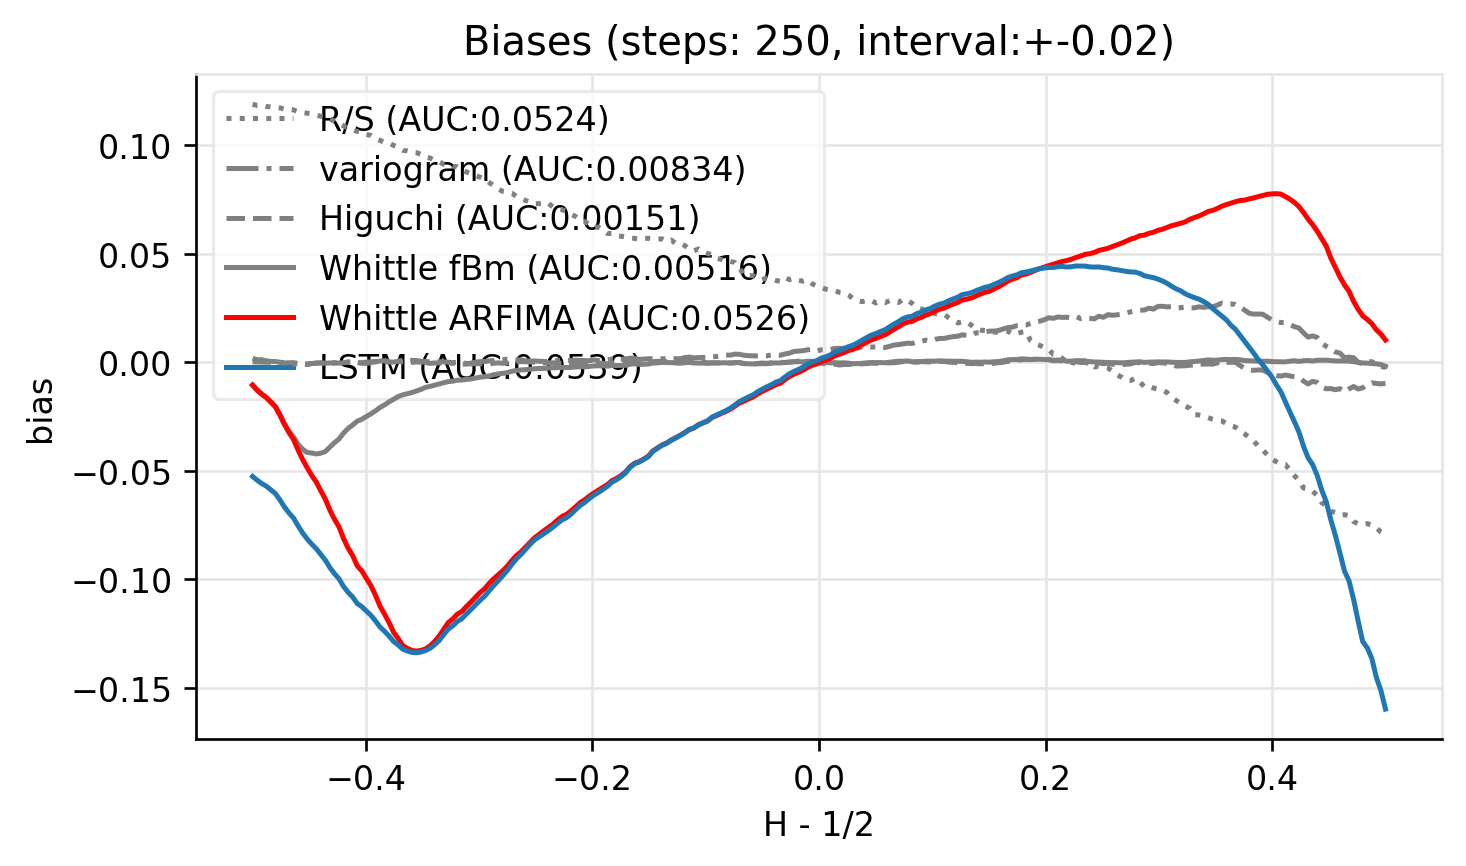 Biases (steps: 250, interval:+-0.02)
R/S (AUC:0.0524)
variogram (AUC:0.00834)
Higuchi (AUC:0.00151)
Whittle fBm (AUC:0.00516)
Whittle ARFIMA (AUC:0.0526)
LSTM (AUC:0.0539)
0.10
0.05
0.00
−0.05
−0.10
−0.15
bias
−0.4
−0.2
0.0
0.2
0.4
H - 1/2